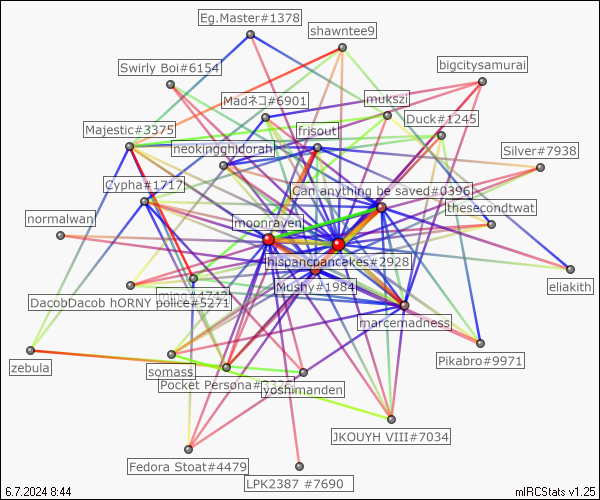 Eg.Master#1378
shawntee9
Swirly Boi#6154
bigcitysamurai
Madネコ#6901
mukszi
Duck#1245
Majestic#3375
frisout
neokingghidorah
Silver#7938
Cypha#1717
Can anything be saved#0396
thesecondtwat
normalwan
moonraven
hispancpancakes#2928
Mushy#1984
eliakith
DacobDacob hORNY police#5271
marcemadness
Pikabro#9971
zebula
somass
Pocket Persona
yoshimanden
JKOUYH VIII#7034
Fedora Stoat#4479
LPK2387 #7690
6.7.2024 8:44
mIRCStats v1.25